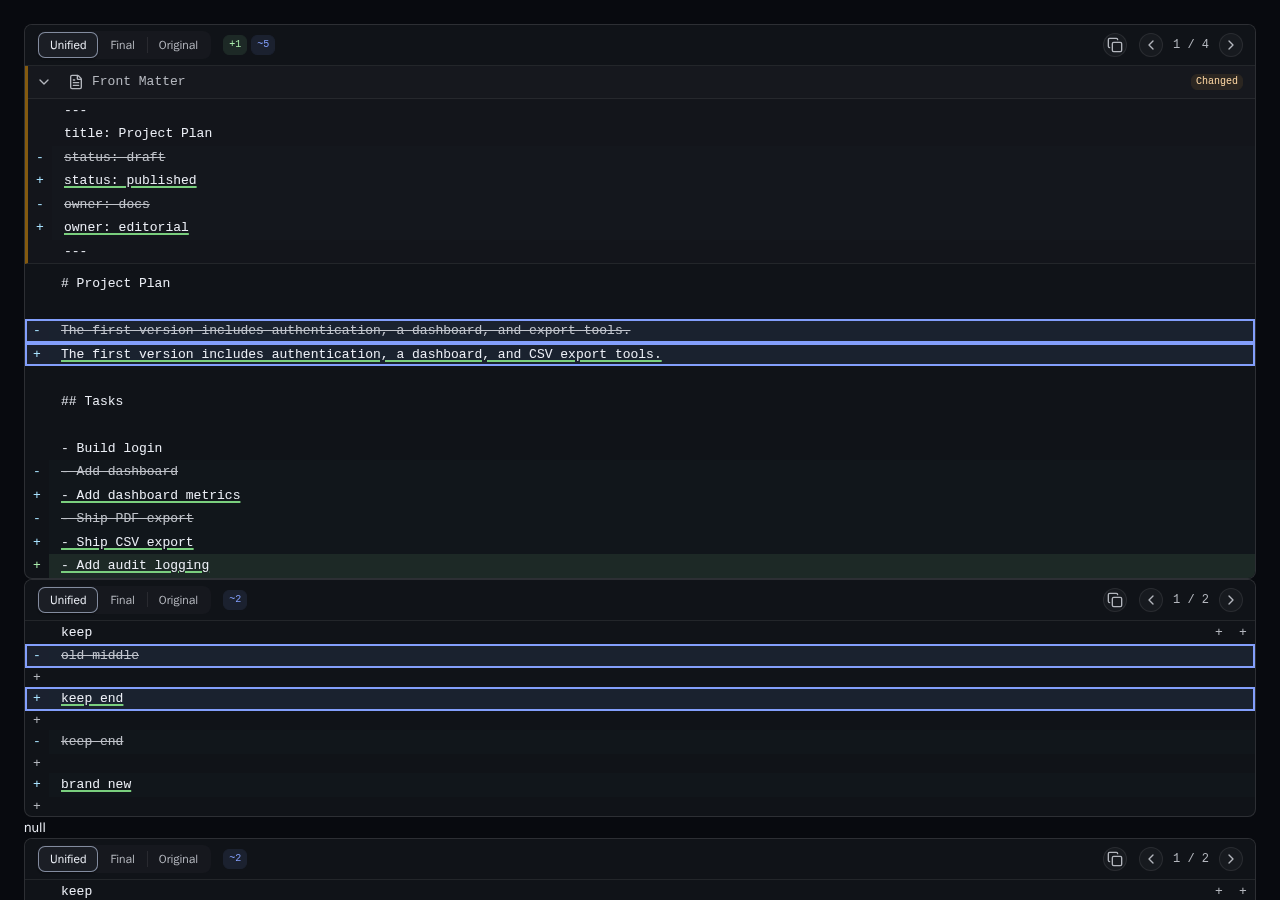 Unified Final Original +1 ~5 1 / 4
Front Matter Changed
---
title: Project Plan
- status: draft
+ status: published
- owner: docs
+ owner: editorial
---
# Project Plan
- The first version includes authentication, a dashboard, and export tools.
+ The first version includes authentication, a dashboard, and CSV export tools.
## Tasks
- Build login
- - Add dashboard
+ - Add dashboard metrics
- - Ship PDF export
+ - Ship CSV export
+ - Add audit logging
Unified Final Original ~2 1 / 2
keep + +
- old middle
+
+ keep end
+
- keep end
+
+ brand new
+
null
Unified Final Original ~2 1 / 2
keep + +